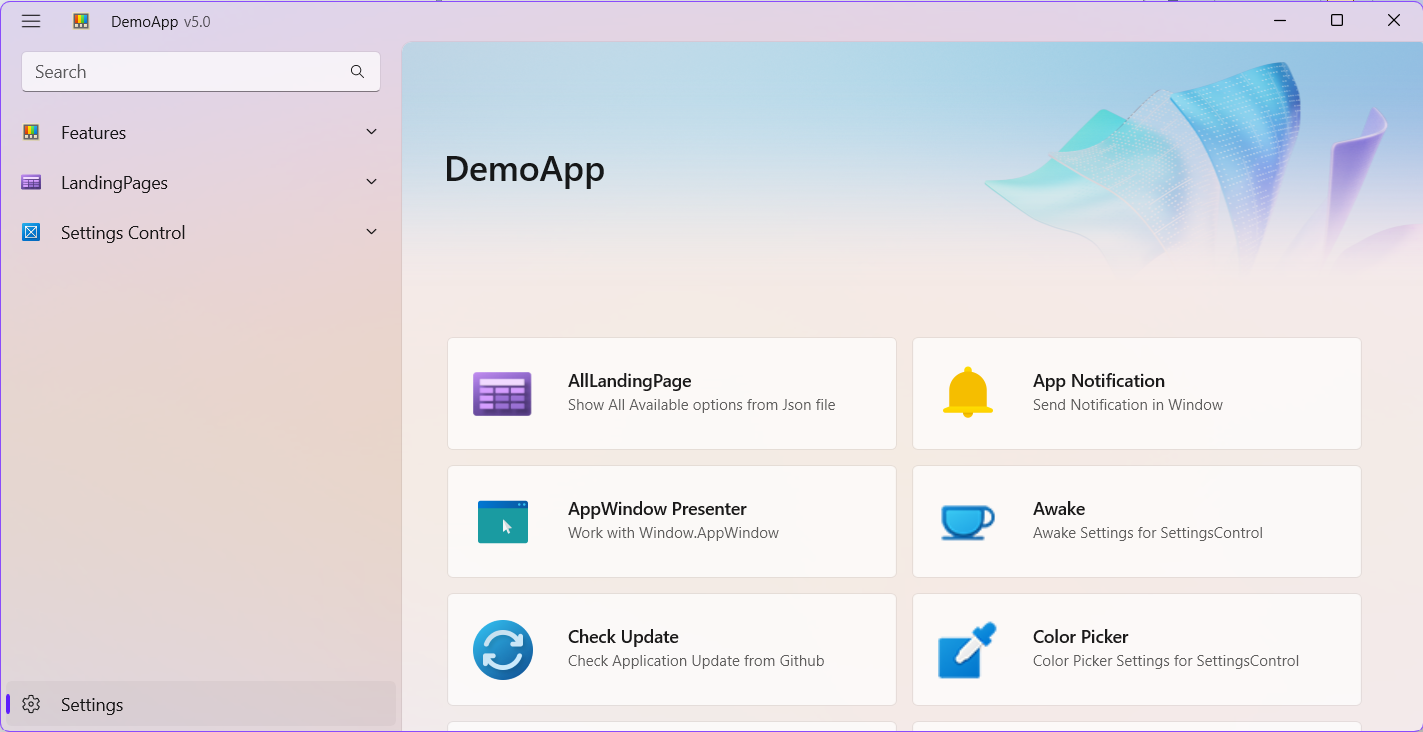 DemoApp v5.0
Search
Features
LandingPages
Settings Control
Settings
DemoApp
AllLandingPage
Show All Available options from Json file
App Notification
Send Notification in Window
AppWindow Presenter
Work with Window.AppWindow
Awake
Awake Settings for SettingsControl
Check Update
Check Application Update from Github
Color Picker
Color Picker Settings for SettingsControl